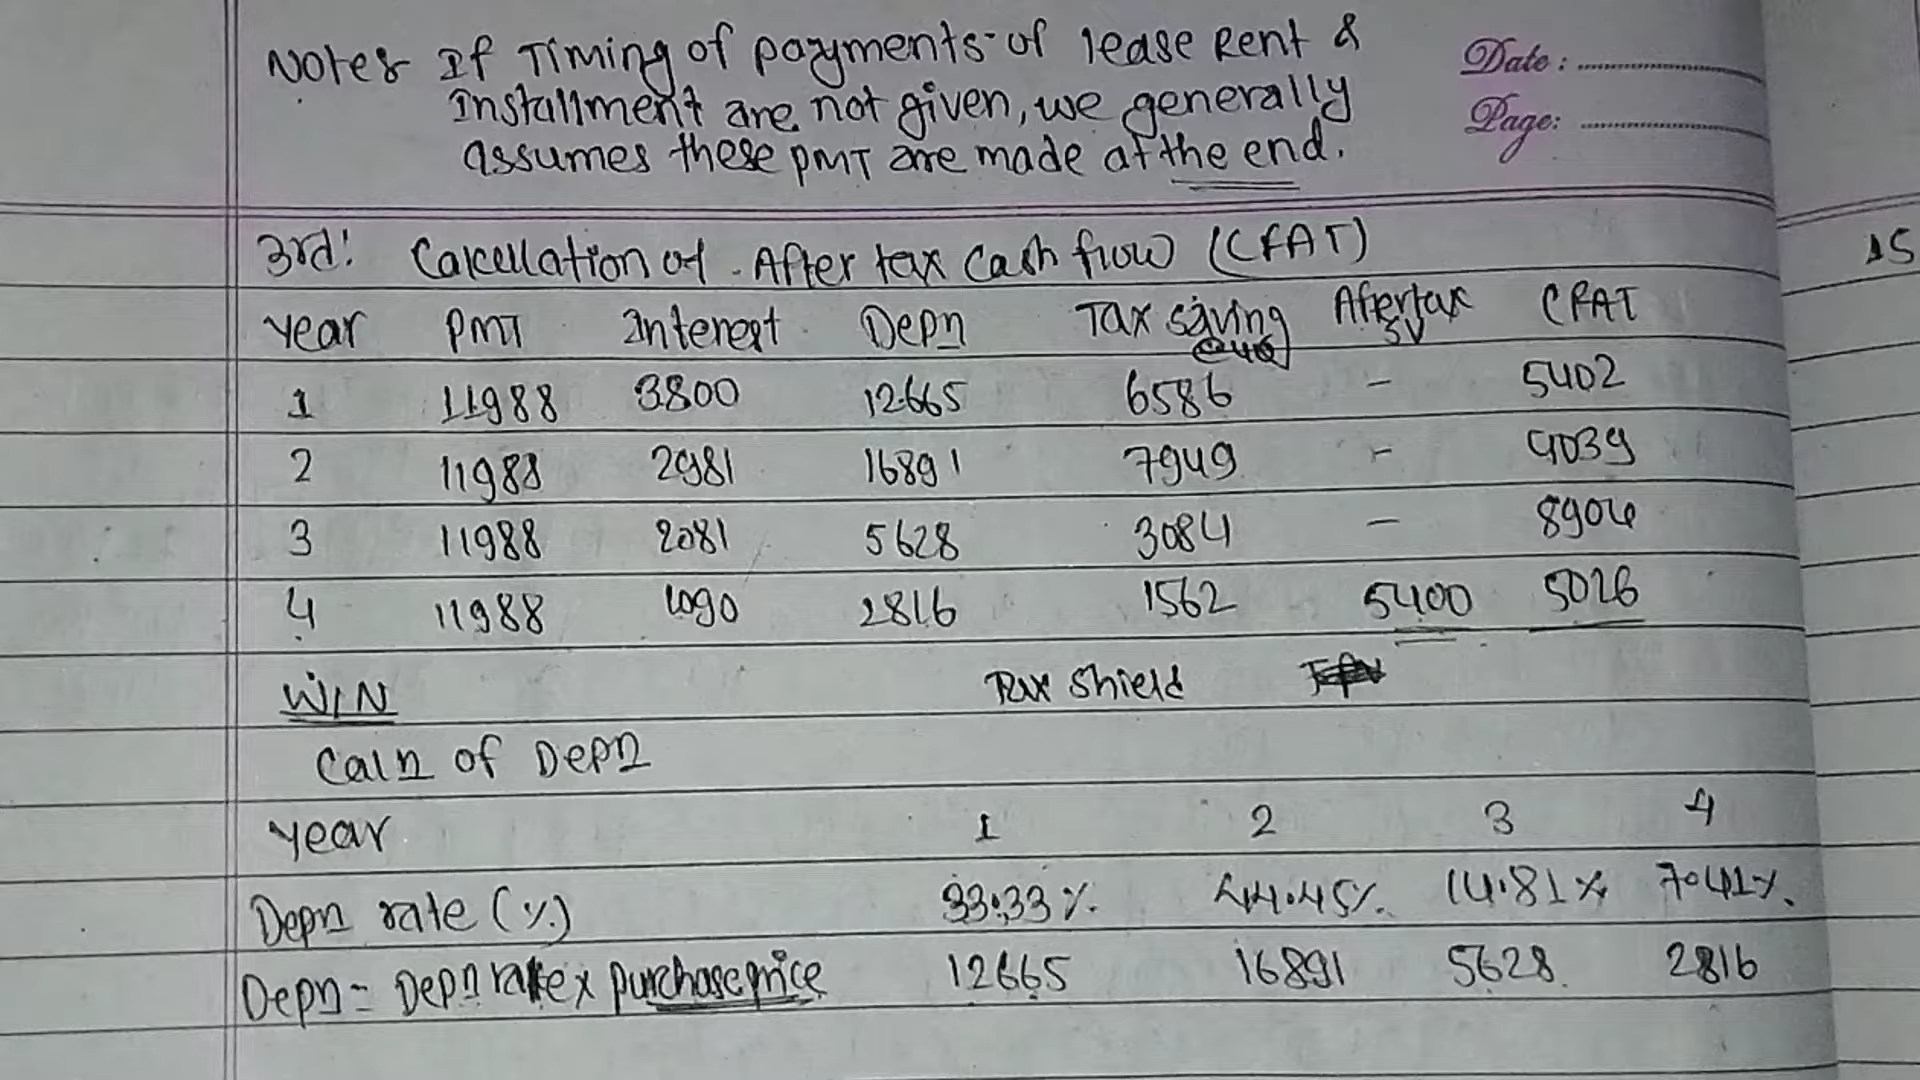 Notes If Timing of payments of lease Rent &
Date: ..........
Installment are not given, we generally
Page: ..........
assumes these PMT are made at the end.
3rd: Calcellation of After tax cash frow (CFAT)
15
year PMT Interest Depn Tax saving Afertax SV CFAT
1 11988 3800 12665 6586 - 5402
2 11988 2981 16891 7949 - 4039
3 11988 2081 5628 3084 - 8904
4 11988 1090 2816 1562 5400 5026
W/N Tax Shield
Caln of Depn
year 1 2 3 4
Depn rate (%) 33.33% 44.45% 14.81% 7.41%
Depn = Depn rate x purchase price 12665 16891 5628 2816